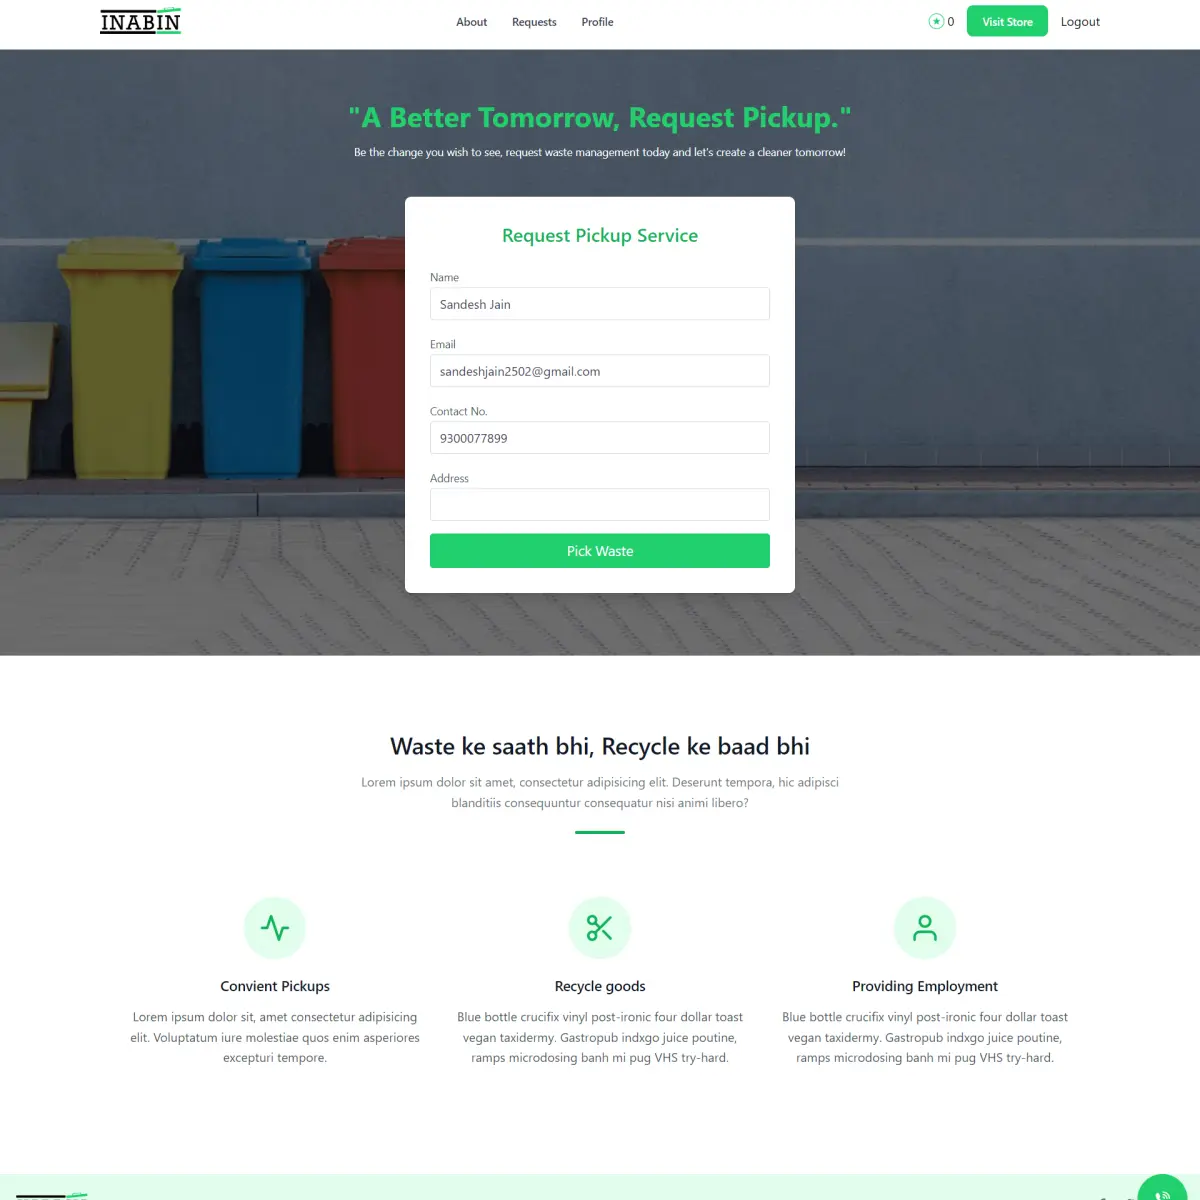 INABIN
About
Requests
Profile
0
Visit Store
Logout
"A Better Tomorrow, Request Pickup."
Be the change you wish to see, request waste management today and let's create a cleaner tomorrow!
Request Pickup Service
Name
Sandesh Jain
Email
sandeshjain2502@gmail.com
Contact No.
9300077899
Address
Pick Waste
Waste ke saath bhi, Recycle ke baad bhi
Lorem ipsum dolor sit amet, consectetur adipisicing elit. Deserunt tempora, hic adipisci
blanditiis consequuntur consequatur nisi animi libero?
Convient Pickups
Lorem ipsum dolor sit, amet consectetur adipisicing
elit. Voluptatum iure molestiae quos enim asperiores
excepturi tempore.
Recycle goods
Blue bottle crucifix vinyl post-ironic four dollar toast
vegan taxidermy. Gastropub indxgo juice poutine,
ramps microdosing banh mi pug VHS try-hard.
Providing Employment
Blue bottle crucifix vinyl post-ironic four dollar toast
vegan taxidermy. Gastropub indxgo juice poutine,
ramps microdosing banh mi pug VHS try-hard.